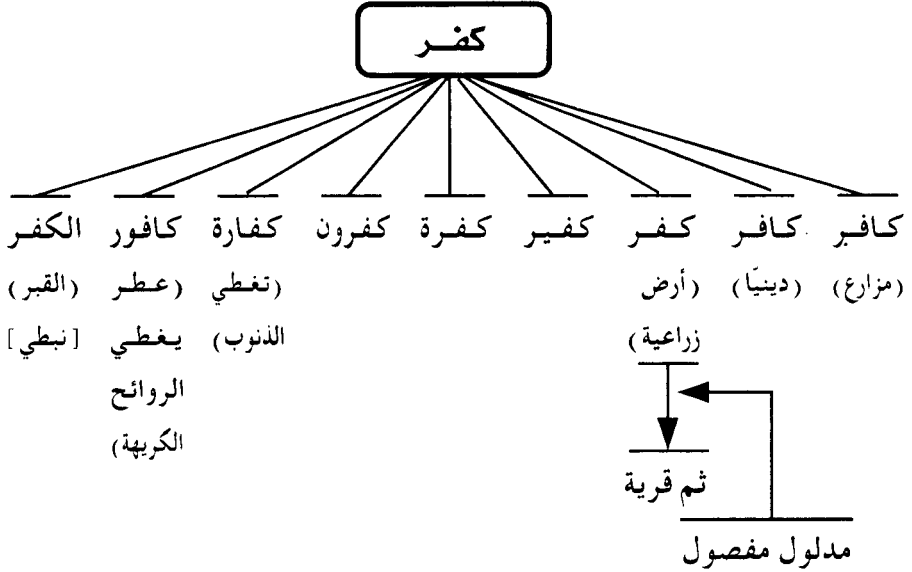 كفر
كافر كافر كفر كفير كفرة كفرون كفارة كافور الكفر
(مزارع) (دينيّا) (أرض (تغطي (عطر (القبر)
زراعية) الذنوب) يغطي [نبطي]
الروائح
الكريهة)
ثم قرية
مدلول مفصول